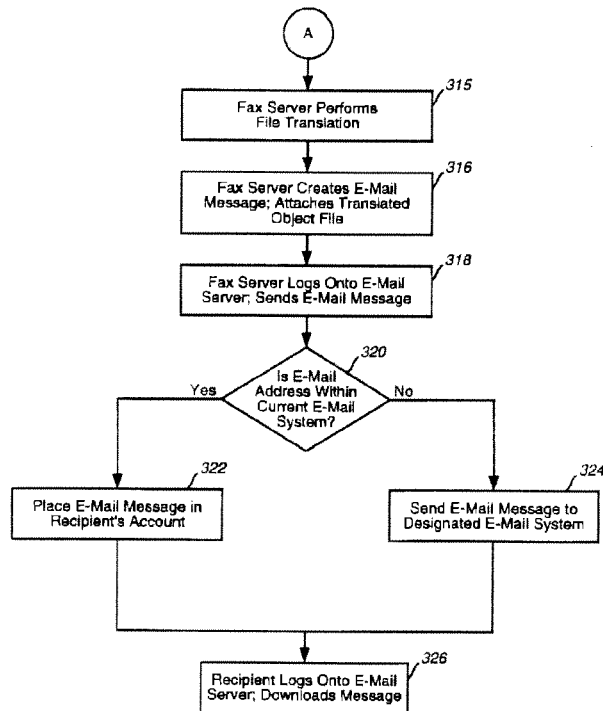 A
315
Fax Server Performs
File Translation
316
Fax Server Creates E-Mail
Message; Attaches Translated
Object File
318
Fax Server Logs Onto E-Mail
Server; Sends E-Mail Message
320
Is E-Mail
Address Within
Current E-Mail
System?
Yes
No
322
Place E-Mail Message in
Recipient's Account
324
Send E-Mail Message to
Designated E-Mail System
326
Recipient Logs Onto E-Mail
Server; Downloads Message